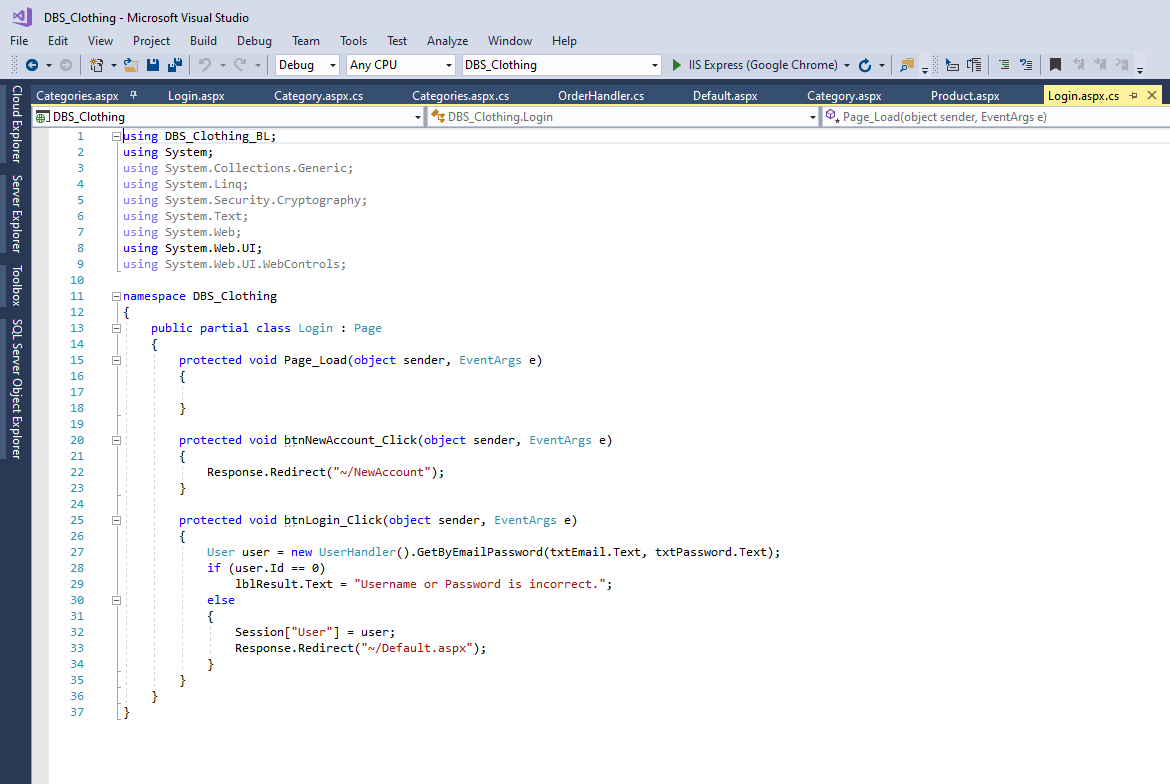 DBS_Clothing - Microsoft Visual Studio
File Edit View Project Build Debug Team Tools Test Analyze Window Help
Debug Any CPU DBS_Clothing IIS Express (Google Chrome)
Categories.aspx Login.aspx Category.aspx.cs Categories.aspx.cs OrderHandler.cs Default.aspx Category.aspx Product.aspx Login.aspx.cs
DBS_Clothing DBS_Clothing.Login Page_Load(object sender, EventArgs e)
Cloud Explorer
Server Explorer
Toolbox
SQL Server Object Explorer
1 using DBS_Clothing_BL;
2 using System;
3 using System.Collections.Generic;
4 using System.Linq;
5 using System.Security.Cryptography;
6 using System.Text;
7 using System.Web;
8 using System.Web.UI;
9 using System.Web.UI.WebControls;
10
11 namespace DBS_Clothing
12 {
13 public partial class Login : Page
14 {
15 protected void Page_Load(object sender, EventArgs e)
16 {
17
18 }
19
20 protected void btnNewAccount_Click(object sender, EventArgs e)
21 {
22 Response.Redirect("~/NewAccount");
23 }
24
25 protected void btnLogin_Click(object sender, EventArgs e)
26 {
27 User user = new UserHandler().GetByEmailPassword(txtEmail.Text, txtPassword.Text);
28 if (user.Id == 0)
29 lblResult.Text = "Username or Password is incorrect.";
30 else
31 {
32 Session["User"] = user;
33 Response.Redirect("~/Default.aspx");
34 }
35 }
36 }
37 }